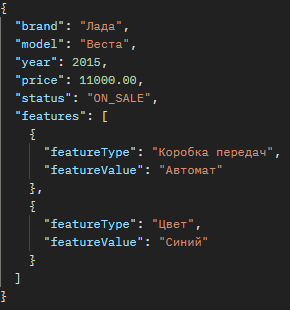 {
  "brand": "Лада",
  "model": "Веста",
  "year": 2015,
  "price": 11000.00,
  "status": "ON_SALE",
  "features": [
    {
      "featureType": "Коробка передач",
      "featureValue": "Автомат"
    },
    {
      "featureType": "Цвет",
      "featureValue": "Синий"
    }
  ]
}